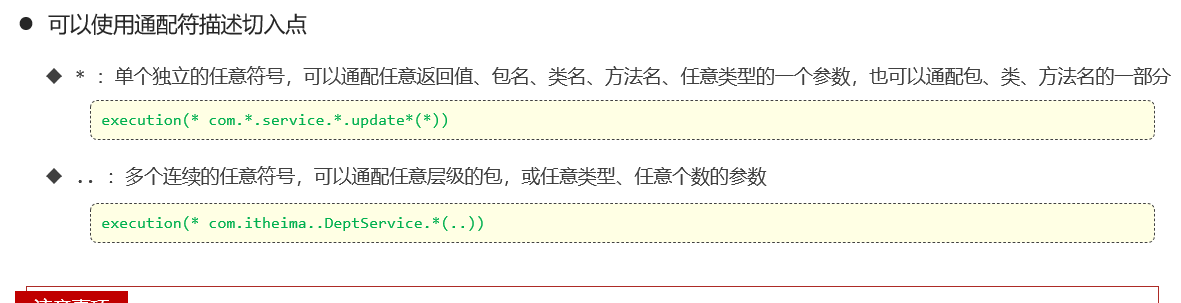 ● 可以使用通配符描述切入点
◆ * ：单个独立的任意符号，可以通配任意返回值、包名、类名、方法名、任意类型的一个参数，也可以通配包、类、方法名的一部分
execution(* com.*.service.*.update*(*))
◆ .. ：多个连续的任意符号，可以通配任意层级的包，或任意类型、任意个数的参数
execution(* com.itheima..DeptService.*(..))